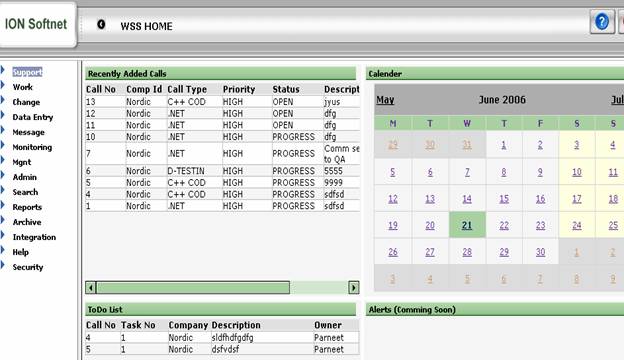 ION Softnet
WSS HOME
Support
Work
Change
Data Entry
Message
Monitoring
Mgnt
Admin
Search
Reports
Archive
Integration
Help
Security
Recently Added Calls
Call No Comp Id Call Type Priority Status Descript
13 Nordic C++ COD HIGH OPEN jyus
12 Nordic .NET HIGH OPEN dfg
11 Nordic .NET HIGH OPEN dfg
10 Nordic .NET HIGH PROGRESS dfg
7 Nordic .NET HIGH PROGRESS Comm se
to QA
6 Nordic D-TESTIN HIGH PROGRESS 5555
5 Nordic C++ COD HIGH PROGRESS 9999
4 Nordic C++ COD HIGH PROGRESS sdfsd
1 Nordic .NET HIGH PROGRESS sdfsd
Calender
May June 2006 Jul
M T W T F S S
29 30 31 1 2 3 4
5 6 7 8 9 10 11
12 13 14 15 16 17 18
19 20 21 22 23 24 25
26 27 28 29 30 1 2
3 4 5 6 7 8 9
ToDo List
Call No Task No Company Description Owner
4 1 Nordic sldfhdfgdfg Parneet
5 1 Nordic dsfvdsf Parneet
Alerts (Comming Soon)